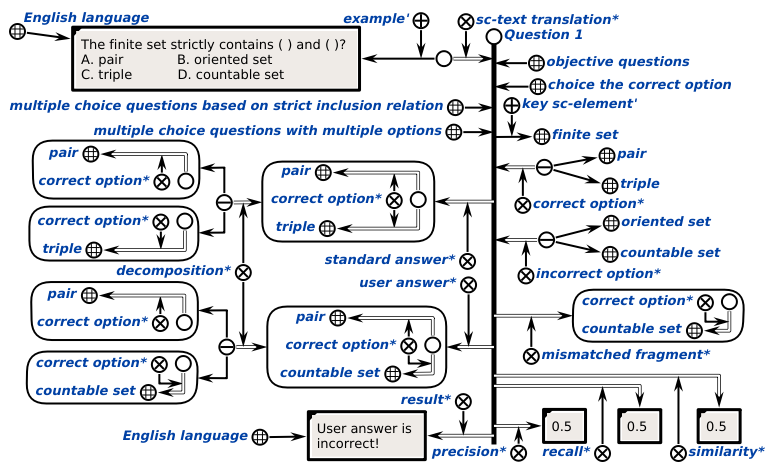 English language
example'
sc-text translation*
Question 1
The finite set strictly contains ( ) and ( )?
A. pair B. oriented set
C. triple D. countable set
objective questions
choice the correct option
multiple choice questions based on strict inclusion relation
key sc-element'
multiple choice questions with multiple options
finite set
pair
correct option*
pair
correct option*
triple
pair
triple
correct option*
correct option*
triple
oriented set
countable set
standard answer*
decomposition*
user answer*
incorrect option*
pair
correct option*
pair
correct option*
countable set
correct option*
countable set
correct option*
countable set
mismatched fragment*
result*
English language
User answer is
incorrect!
0.5
0.5
0.5
precision*
recall*
similarity*